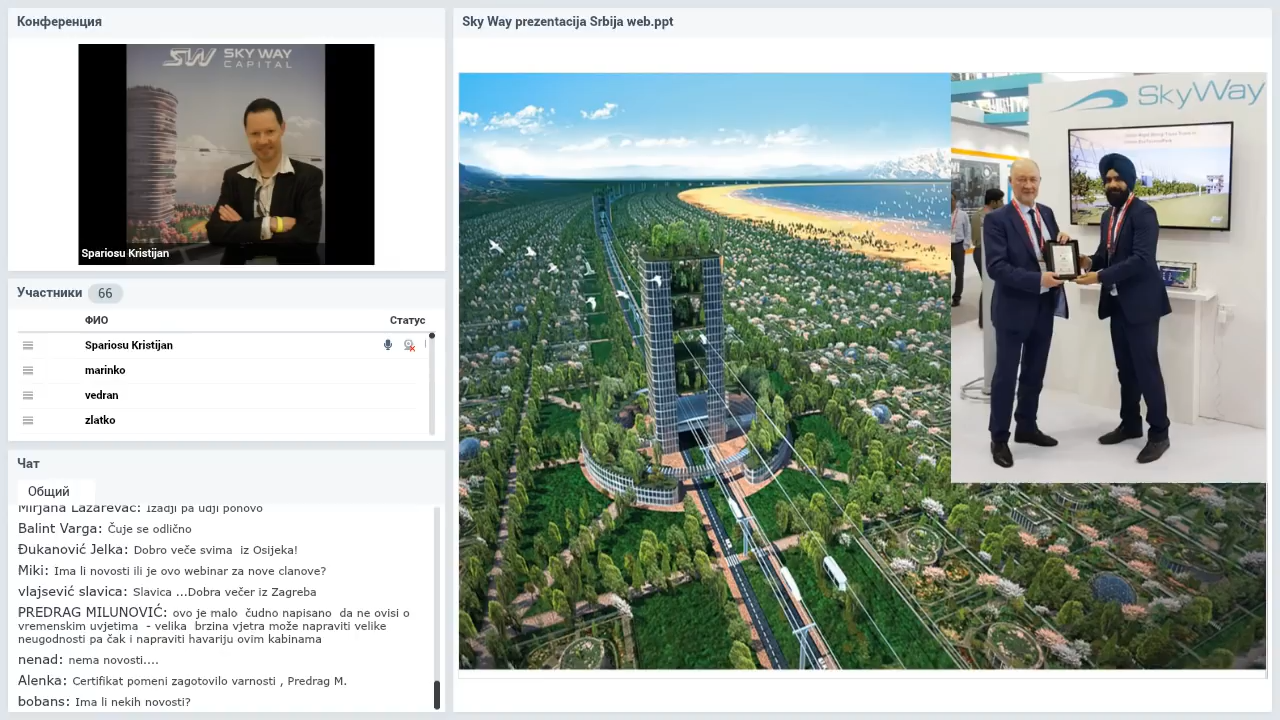 Конференция
SKY WAY
CAPITAL
Spariosu Kristijan
Участники 66
ФИО Статус
Spariosu Kristijan
marinko
vedran
zlatko
Чат
Общий
Mirjana Lazarevac: Izadji pa udji ponovo
Balint Varga: Čuje se odlično
Đukanović Jelka: Dobro veče svima iz Osijeka!
Miki: Ima li novosti ili je ovo webinar za nove clanove?
vlajsević slavica: Slavica ...Dobra večer iz Zagreba
PREDRAG MILUNOVIĆ: ovo je malo čudno napisano da ne ovisi o
vremenskim uvjetima - velika brzina vjetra može napraviti velike
neugodnosti pa čak i napraviti havariju ovim kabinama
nenad: nema novosti....
Alenka: Certifikat pomeni zagotovilo varnosti , Predrag M.
bobans: Ima li nekih novosti?
Sky Way prezentacija Srbija web.ppt
SkyWay